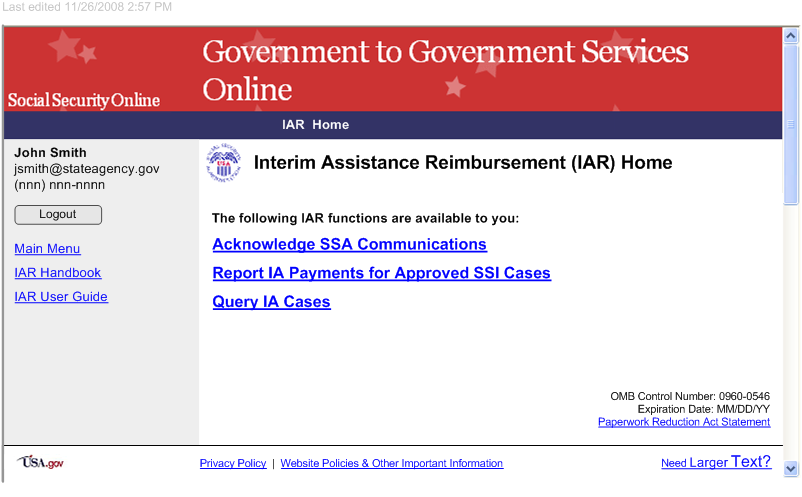 Last edited 11/26/2008 2:57 PM
Government to Government Services
Online
Social Security Online
IAR Home
John Smith
jsmith@stateagency.gov
(nnn) nnn-nnnn
Logout
Main Menu
IAR Handbook
IAR User Guide
USA
Interim Assistance Reimbursement (IAR) Home
The following IAR functions are available to you:
Acknowledge SSA Communications
Report IA Payments for Approved SSI Cases
Query IA Cases
OMB Control Number: 0960-0546
Expiration Date: MM/DD/YY
Paperwork Reduction Act Statement
USA.gov
Privacy Policy | Website Policies & Other Important Information
Need Larger Text?